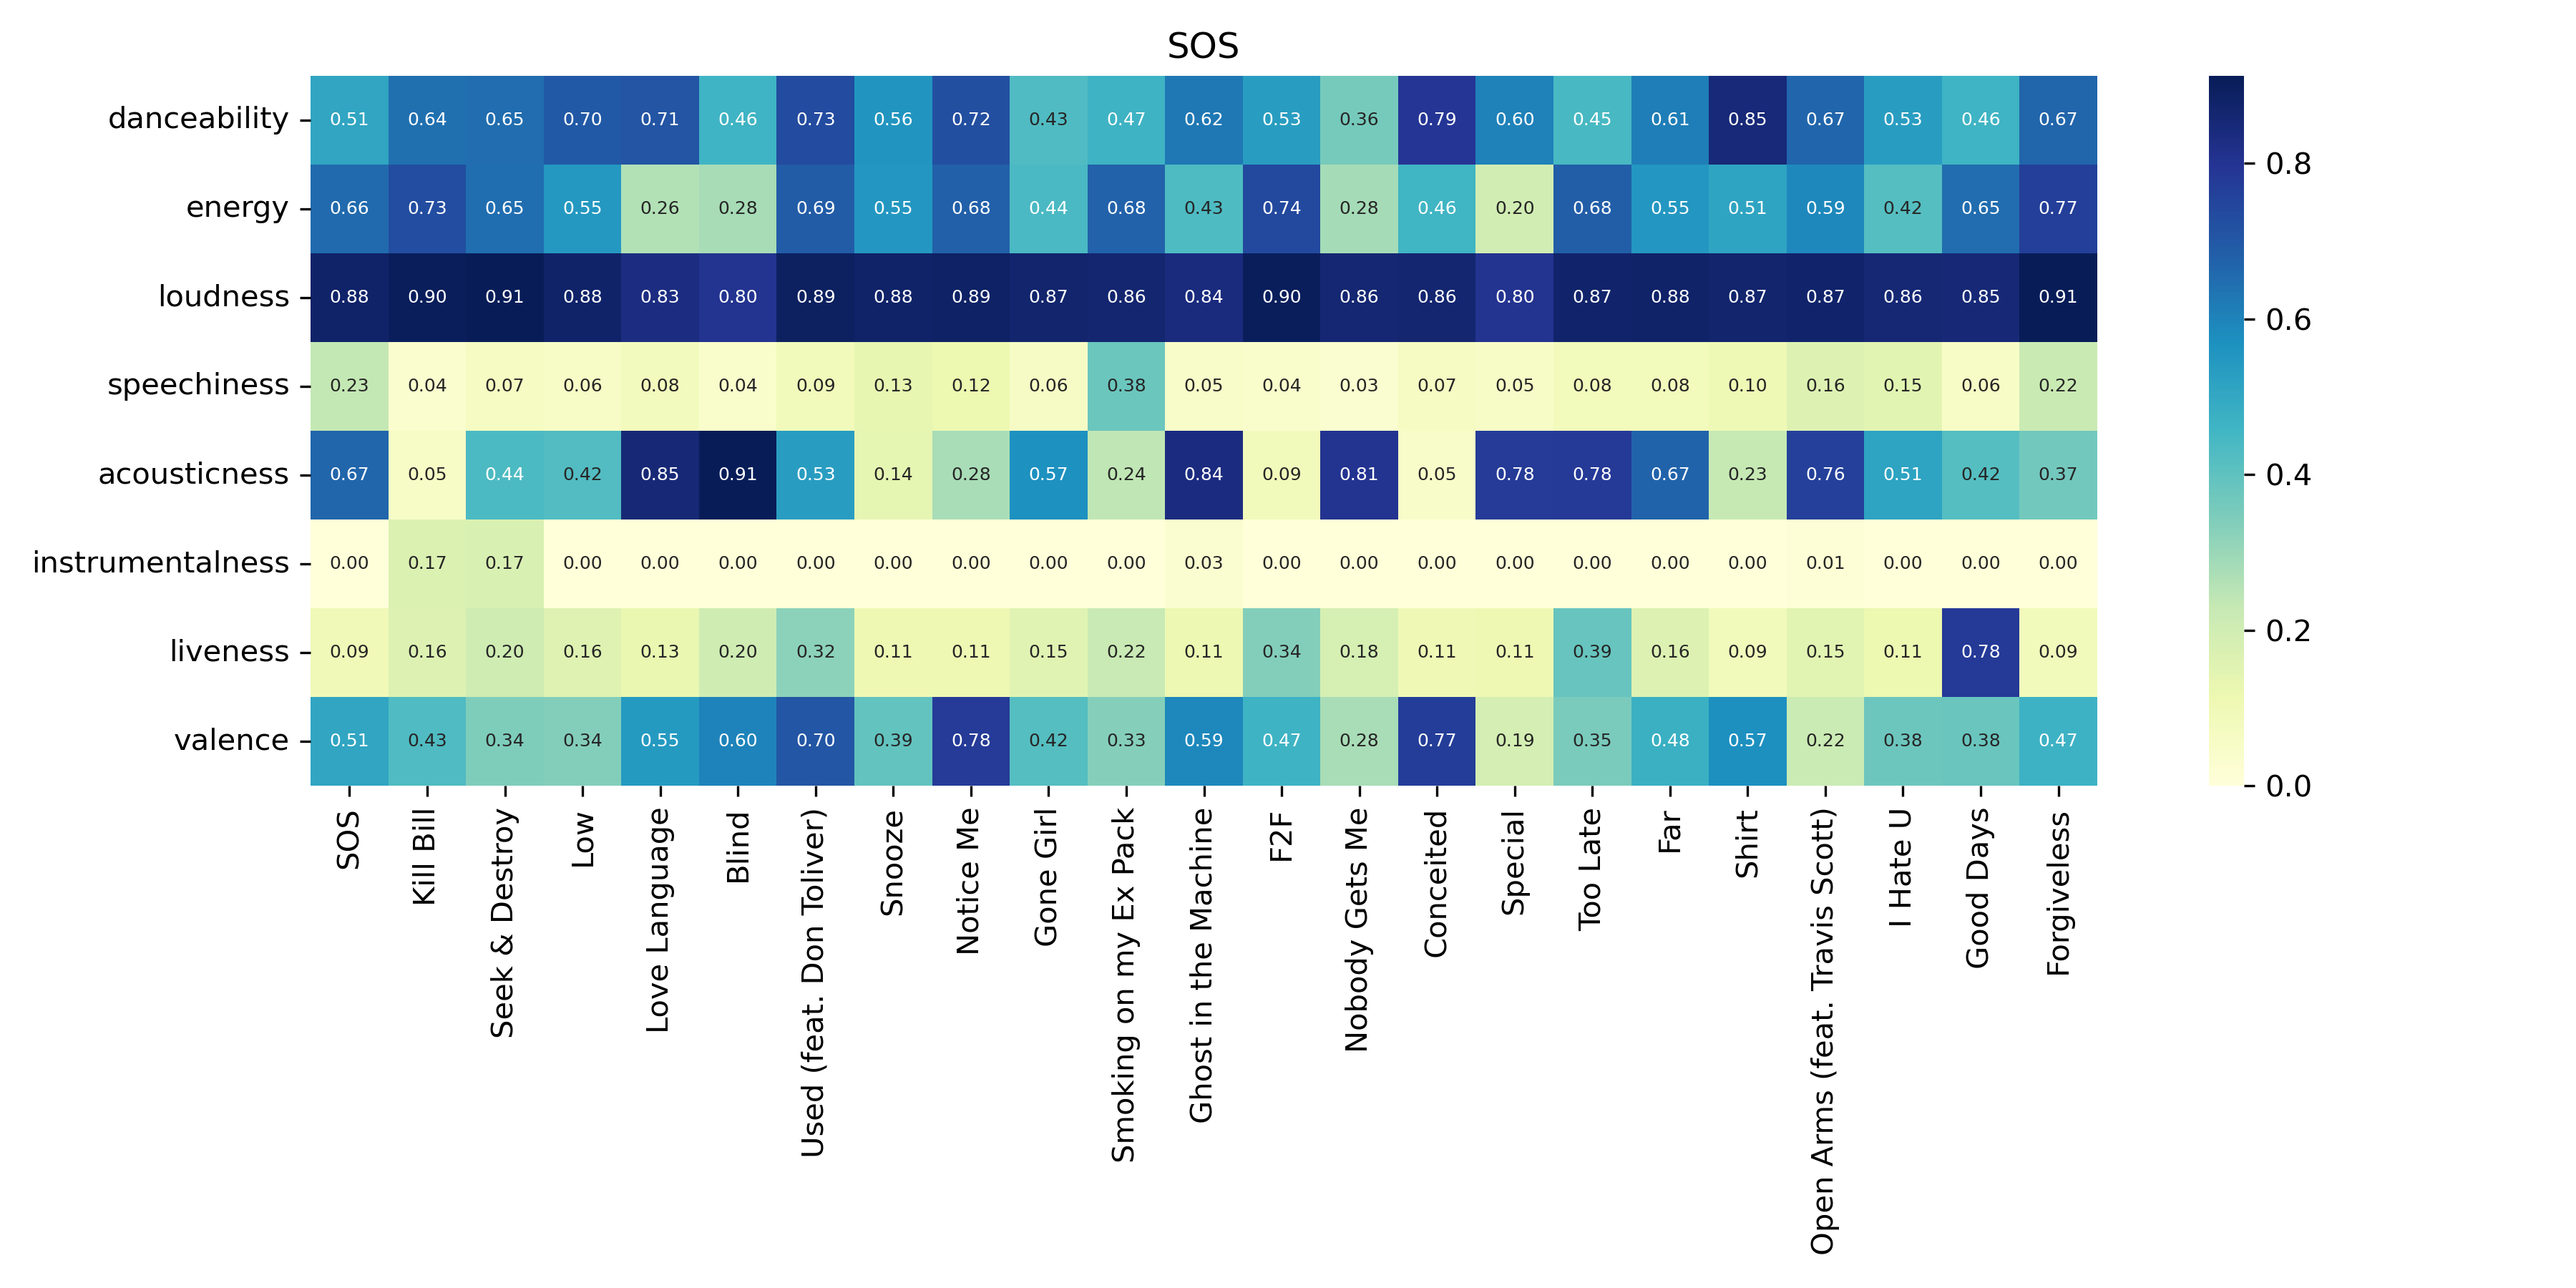 SOS
danceability 0.51 0.64 0.65 0.70 0.71 0.46 0.73 0.56 0.72 0.43 0.47 0.62 0.53 0.36 0.79 0.60 0.45 0.61 0.85 0.67 0.53 0.46 0.67
energy 0.66 0.73 0.65 0.55 0.26 0.28 0.69 0.55 0.68 0.44 0.68 0.43 0.74 0.28 0.46 0.20 0.68 0.55 0.51 0.59 0.42 0.65 0.77
loudness 0.88 0.90 0.91 0.88 0.83 0.80 0.89 0.88 0.89 0.87 0.86 0.84 0.90 0.86 0.86 0.80 0.87 0.88 0.87 0.87 0.86 0.85 0.91
speechiness 0.23 0.04 0.07 0.06 0.08 0.04 0.09 0.13 0.12 0.06 0.38 0.05 0.04 0.03 0.07 0.05 0.08 0.08 0.10 0.16 0.15 0.06 0.22
acousticness 0.67 0.05 0.44 0.42 0.85 0.91 0.53 0.14 0.28 0.57 0.24 0.84 0.09 0.81 0.05 0.78 0.78 0.67 0.23 0.76 0.51 0.42 0.37
instrumentalness 0.00 0.17 0.17 0.00 0.00 0.00 0.00 0.00 0.00 0.00 0.00 0.03 0.00 0.00 0.00 0.00 0.00 0.00 0.00 0.01 0.00 0.00 0.00
liveness 0.09 0.16 0.20 0.16 0.13 0.20 0.32 0.11 0.11 0.15 0.22 0.11 0.34 0.18 0.11 0.11 0.39 0.16 0.09 0.15 0.11 0.78 0.09
valence 0.51 0.43 0.34 0.34 0.55 0.60 0.70 0.39 0.78 0.42 0.33 0.59 0.47 0.28 0.77 0.19 0.35 0.48 0.57 0.22 0.38 0.38 0.47
SOS
Kill Bill
Seek & Destroy
Low
Love Language
Blind
Used (feat. Don Toliver)
Snooze
Notice Me
Gone Girl
Smoking on my Ex Pack
Ghost in the Machine
F2F
Nobody Gets Me
Conceited
Special
Too Late
Far
Shirt
Open Arms (feat. Travis Scott)
I Hate U
Good Days
Forgiveless
0.8
0.6
0.4
0.2
0.0